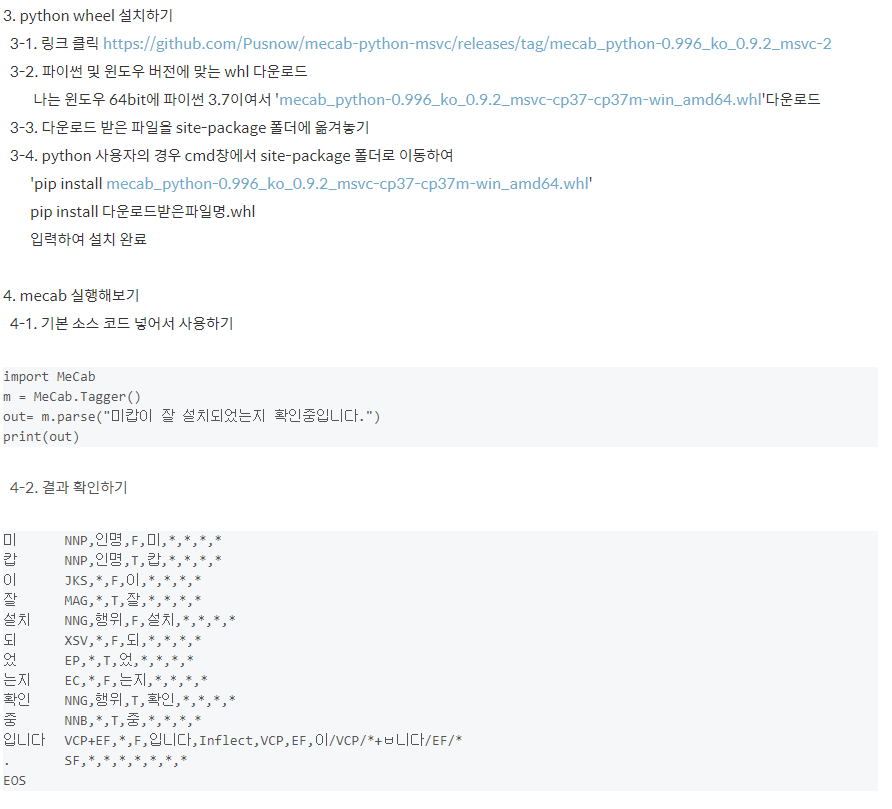 3. python wheel 설치하기
3-1. 링크 클릭 https://github.com/Pusnow/mecab-python-msvc/releases/tag/mecab_python-0.996_ko_0.9.2_msvc-2
3-2. 파이썬 및 윈도우 버전에 맞는 whl 다운로드
나는 윈도우 64bit에 파이썬 3.7이여서 'mecab_python-0.996_ko_0.9.2_msvc-cp37-cp37m-win_amd64.whl'다운로드
3-3. 다운로드 받은 파일을 site-package 폴더에 옮겨놓기
3-4. python 사용자의 경우 cmd창에서 site-package 폴더로 이동하여
'pip install mecab_python-0.996_ko_0.9.2_msvc-cp37-cp37m-win_amd64.whl'
pip install 다운로드받은파일명.whl
입력하여 설치 완료
4. mecab 실행해보기
4-1. 기본 소스 코드 넣어서 사용하기
import MeCab
m = MeCab.Tagger()
out= m.parse("미캅이 잘 설치되었는지 확인중입니다.")
print(out)
4-2. 결과 확인하기
미 NNP,인명,F,미,*,*,*,*
캅 NNP,인명,T,캅,*,*,*,*
이 JKS,*,F,이,*,*,*,*
잘 MAG,*,T,잘,*,*,*,*
설치 NNG,행위,F,설치,*,*,*,*
되 XSV,*,F,되,*,*,*,*
었 EP,*,T,었,*,*,*,*
는지 EC,*,F,는지,*,*,*,*
확인 NNG,행위,T,확인,*,*,*,*
중 NNB,*,T,중,*,*,*,*
입니다 VCP+EF,*,F,입니다,Inflect,VCP,EF,이/VCP/*+ㅂ니다/EF/*
. SF,*,*,*,*,*,*,*
EOS